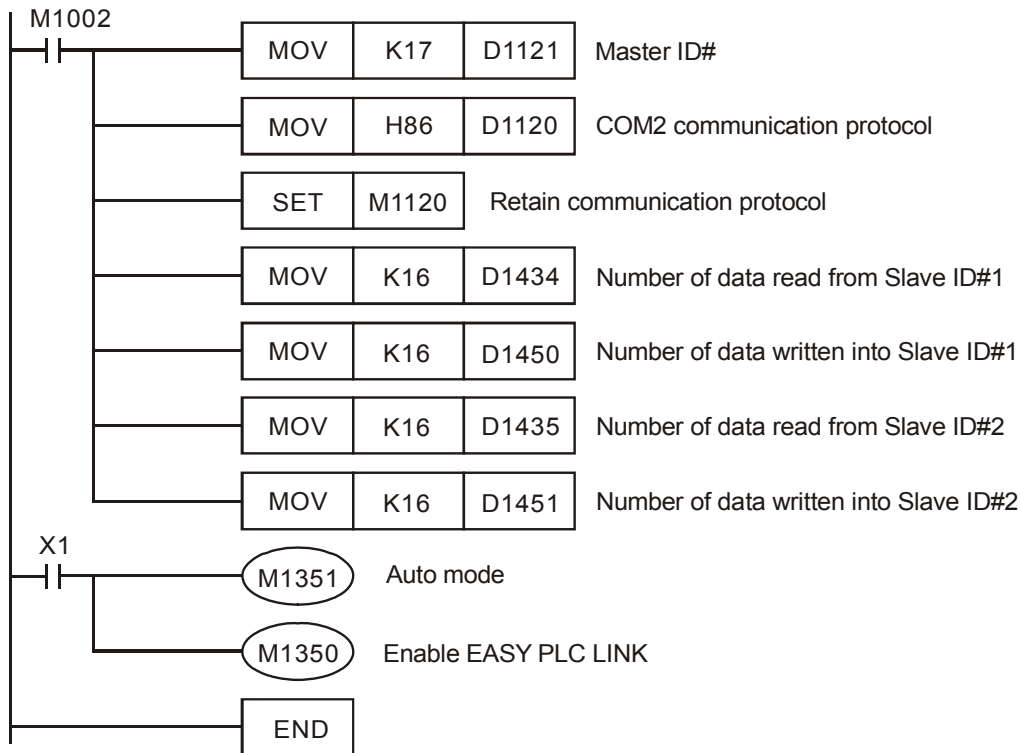 M1002
MOV K17 D1121 Master ID#
MOV H86 D1120 COM2 communication protocol
SET M1120 Retain communication protocol
MOV K16 D1434 Number of data read from Slave ID#1
MOV K16 D1450 Number of data written into Slave ID#1
MOV K16 D1435 Number of data read from Slave ID#2
MOV K16 D1451 Number of data written into Slave ID#2
X1
M1351 Auto mode
M1350 Enable EASY PLC LINK
END